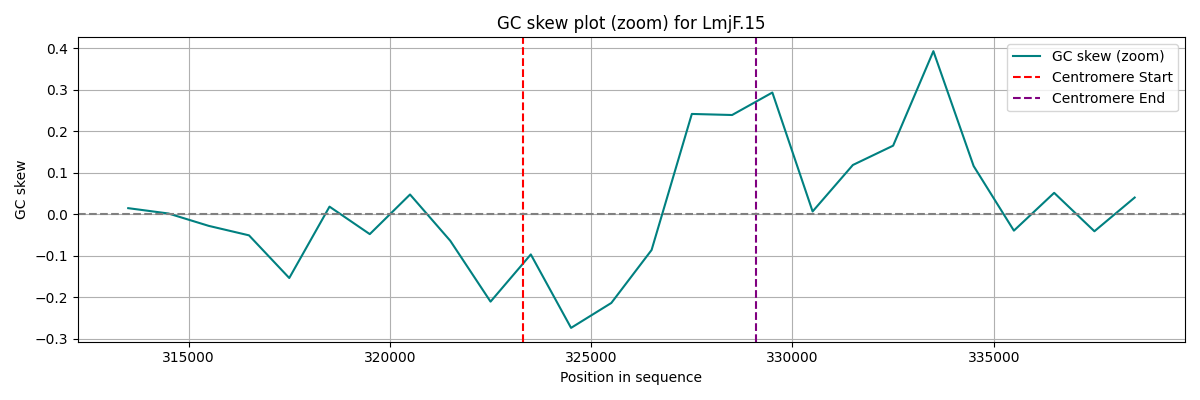 GC skew plot (zoom) for LmjF.15
GC skew
0.4
0.3
0.2
0.1
0.0
−0.1
−0.2
−0.3
GC skew (zoom)
Centromere Start
Centromere End
315000
320000
325000
330000
335000
Position in sequence